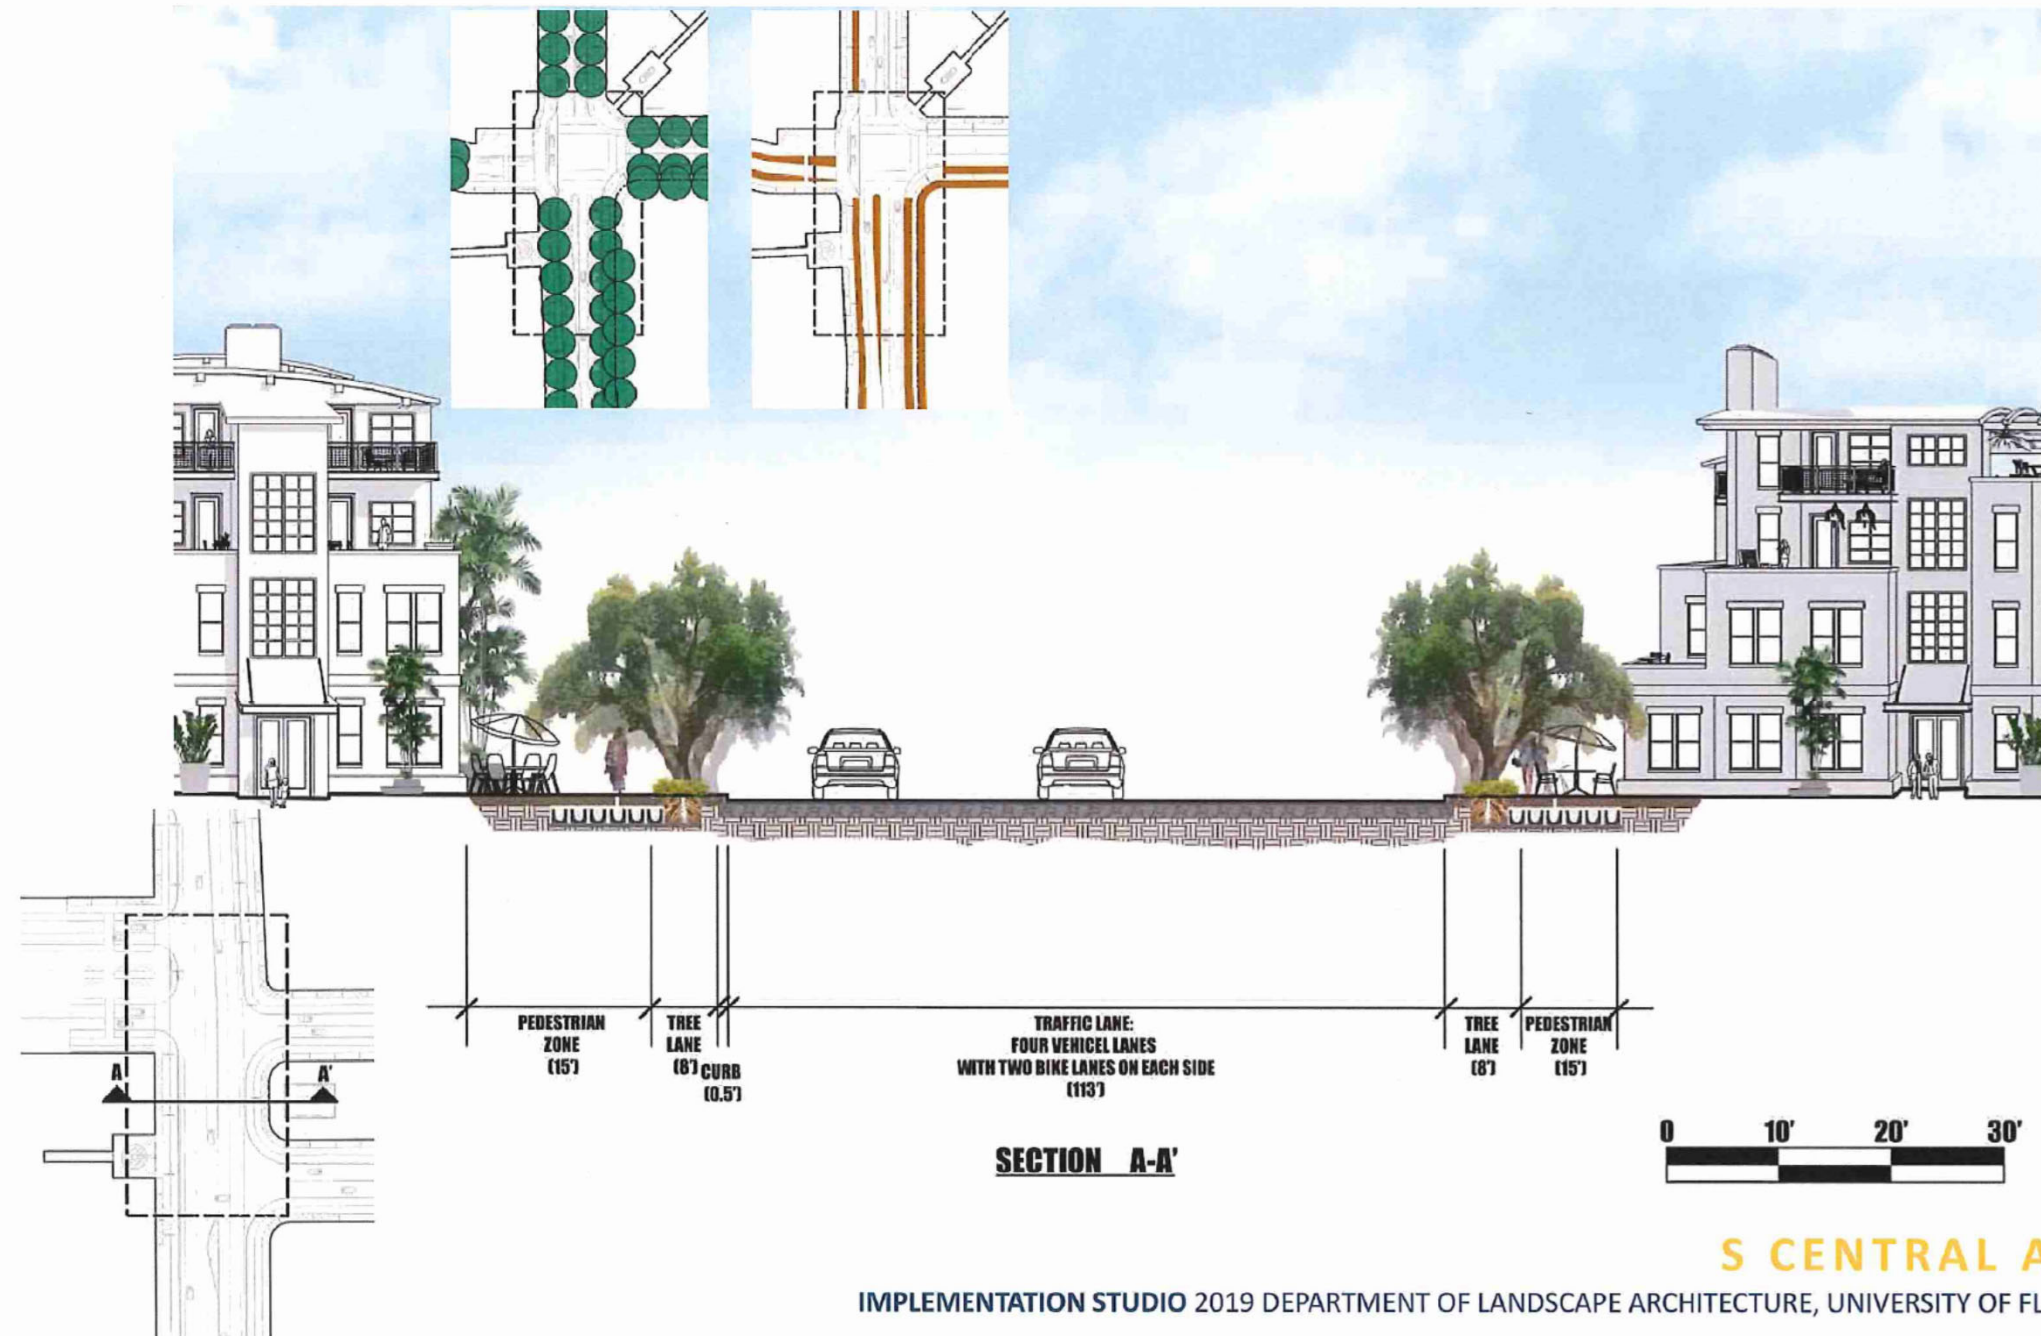 PEDESTRIAN
ZONE
(15')
TREE
LANE
(8')
CURB
(0.5')
TRAFFIC LANE:
FOUR VEHICEL LANES
WITH TWO BIKE LANES ON EACH SIDE
(113')
TREE
LANE
(8')
PEDESTRIAN
ZONE
(15')
A
A'
SECTION A-A'
0 10' 20' 30'
S CENTRAL A
IMPLEMENTATION STUDIO 2019 DEPARTMENT OF LANDSCAPE ARCHITECTURE, UNIVERSITY OF FL